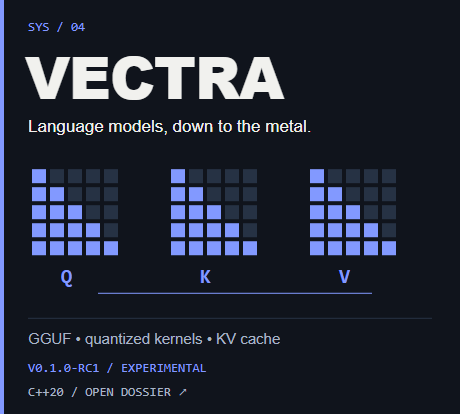 SYS / 04
VECTRA
Language models, down to the metal.
Q K V
GGUF • quantized kernels • KV cache
V0.1.0-RC1 / EXPERIMENTAL
C++20 / OPEN DOSSIER ↗